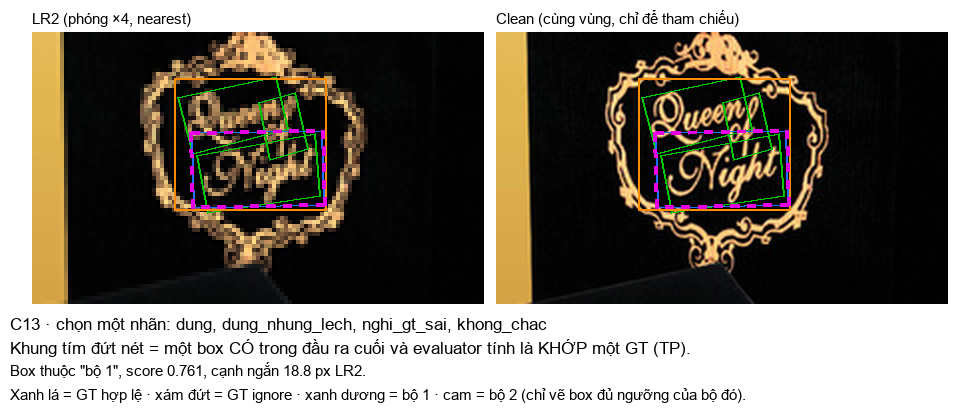 LR2 (phóng ×4, nearest)
Clean (cùng vùng, chỉ để tham chiếu)
Queen
of
Night
Queen
of
Night
C13 · chọn một nhãn: dung, dung_nhung_lech, nghi_gt_sai, khong_chac
Khung tím đứt nét = một box CÓ trong đầu ra cuối và evaluator tính là KHỚP một GT (TP).
Box thuộc "bộ 1", score 0.761, cạnh ngắn 18.8 px LR2.
Xanh lá = GT hợp lệ · xám đứt = GT ignore · xanh dương = bộ 1 · cam = bộ 2 (chỉ vẽ box đủ ngưỡng của bộ đó).